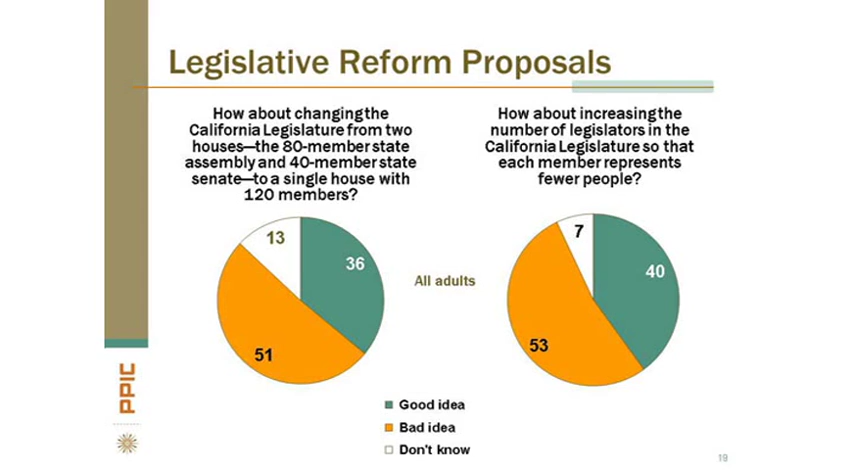 Legislative Reform Proposals
How about changing the
California Legislature from two
houses—the 80-member state
assembly and 40-member state
senate—to a single house with
120 members?
How about increasing the
number of legislators in the
California Legislature so that
each member represents
fewer people?
13
36
51
All adults
7
40
53
Good idea
Bad idea
Don't know
PPIC
19